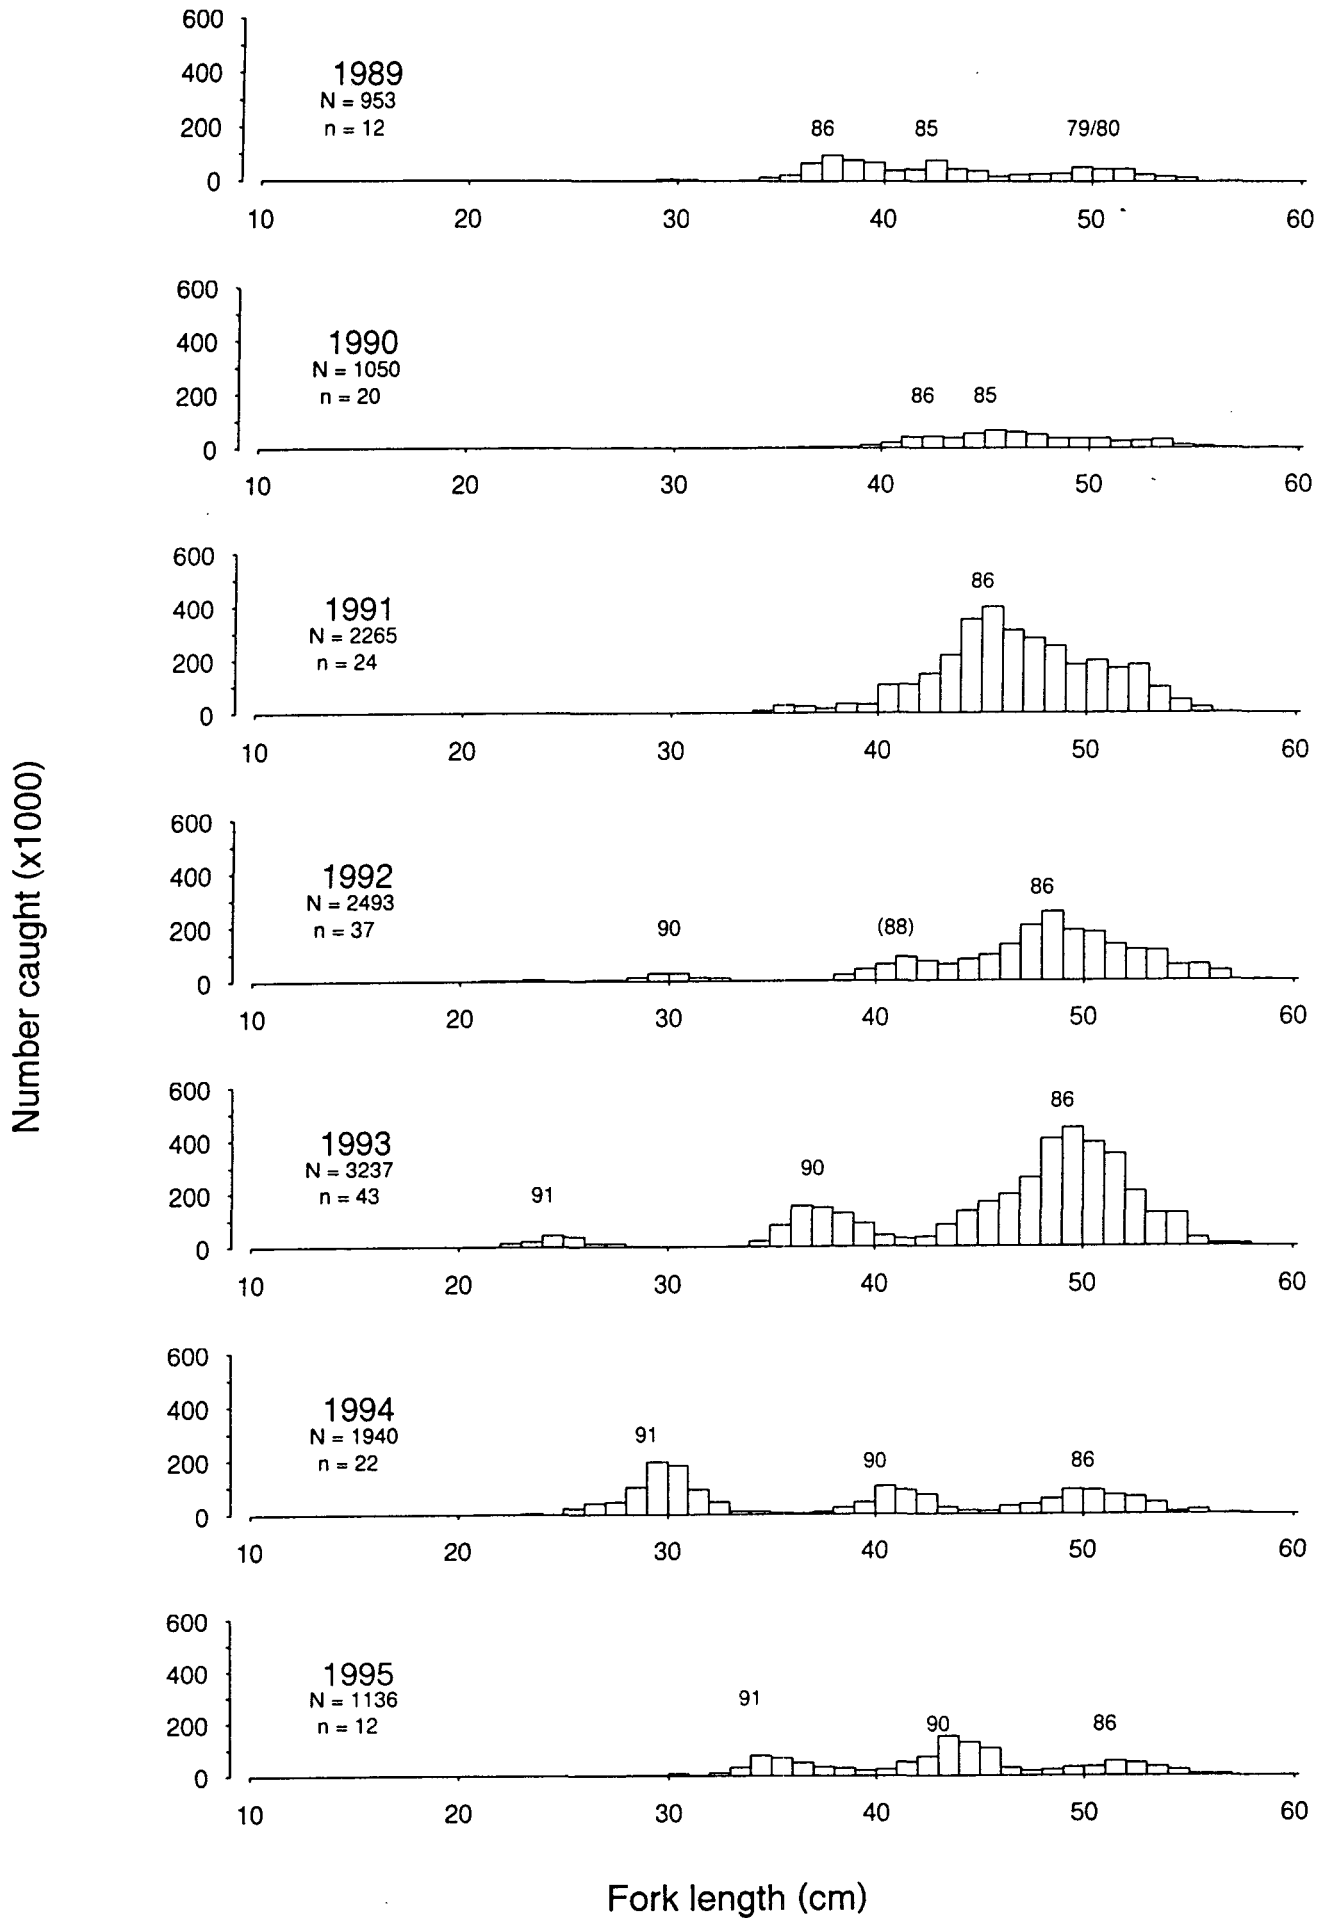 Number caught (x1000)
600
400
200
0
1989
N = 953
n = 12
86 85 79/80
10 20 30 40 50 60
600
400
200
0
1990
N = 1050
n = 20
86 85
10 20 30 40 50 60
600
400
200
0
1991
N = 2265
n = 24
86
10 20 30 40 50 60
600
400
200
0
1992
N = 2493
n = 37
90 (88) 86
10 20 30 40 50 60
600
400
200
0
1993
N = 3237
n = 43
91 90 86
10 20 30 40 50 60
600
400
200
0
1994
N = 1940
n = 22
91 90 86
10 20 30 40 50 60
600
400
200
0
1995
N = 1136
n = 12
91 90 86
10 20 30 40 50 60
Fork length (cm)